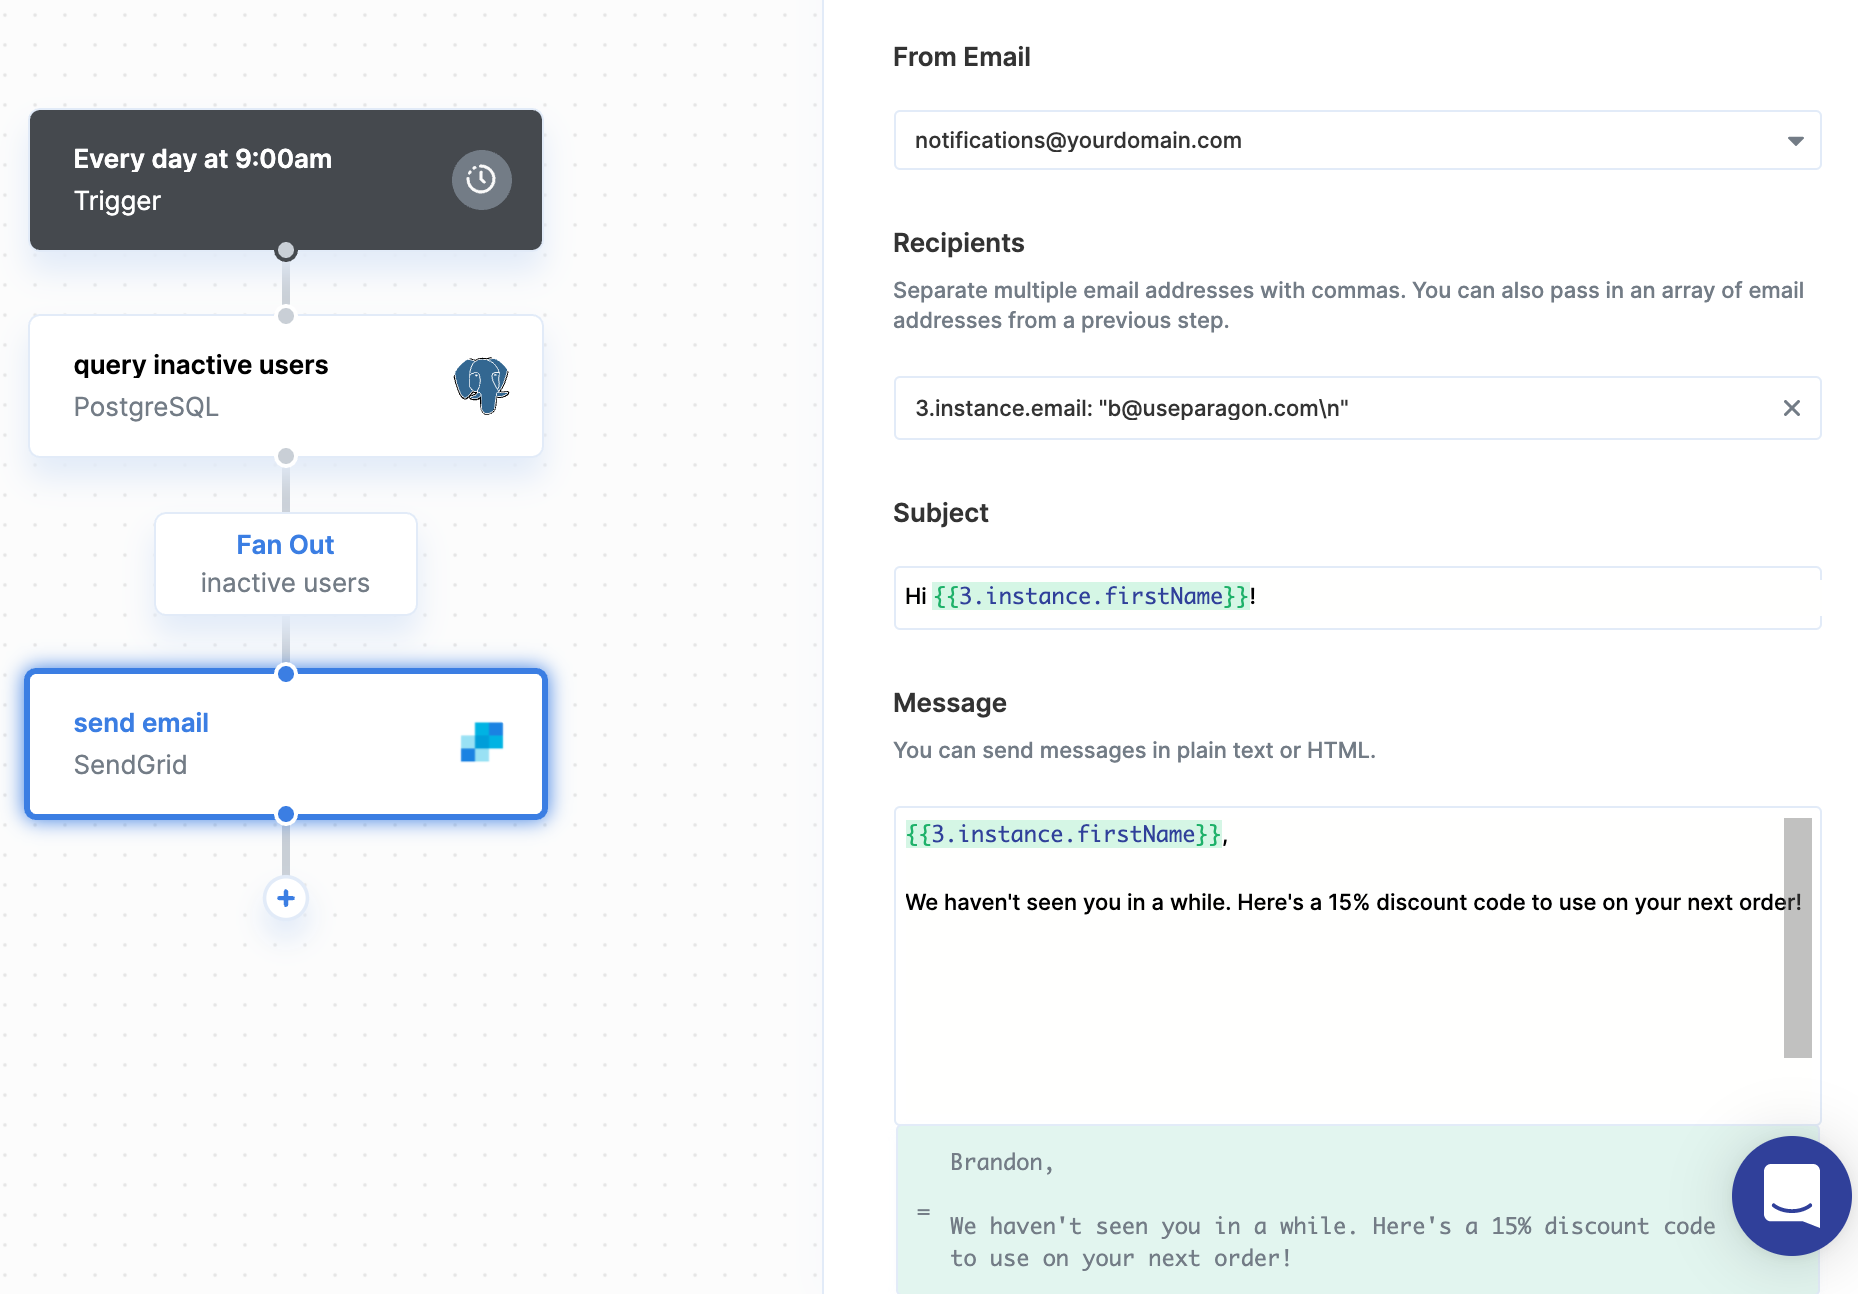 Every day at 9:00am
Trigger
query inactive users
PostgreSQL
Fan Out
inactive users
send email
SendGrid
From Email
notifications@yourdomain.com
Recipients
Separate multiple email addresses with commas. You can also pass in an array of email
addresses from a previous step.
3.instance.email: "b@useparagon.com\n"
Subject
Hi {{3.instance.firstName}}!
Message
You can send messages in plain text or HTML.
{{3.instance.firstName}},
We haven't seen you in a while. Here's a 15% discount code to use on your next order!
Brandon,
=
We haven't seen you in a while. Here's a 15% discount code
to use on your next order!